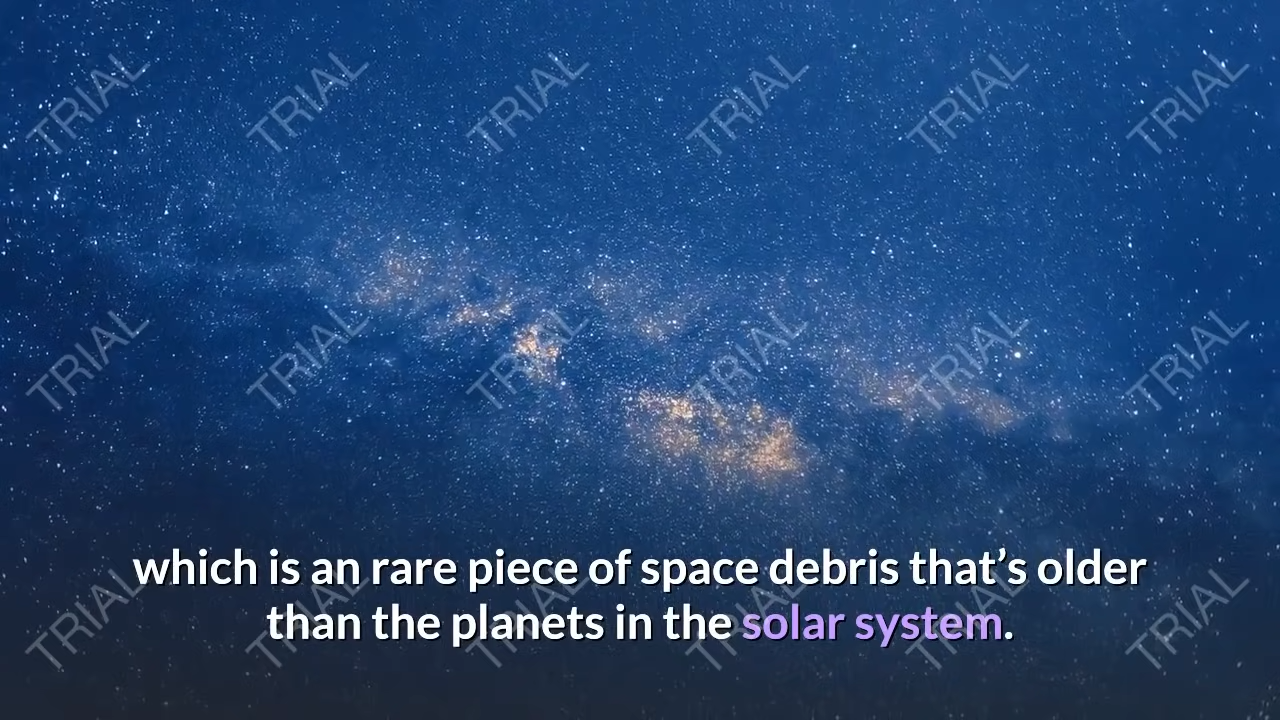 TRIAL TRIAL TRIAL TRIAL TRIAL TRIAL
TRIAL TRIAL TRIAL TRIAL TRIAL TRIAL
which is an rare piece of space debris that’s older
than the planets in the solar system.
TRIAL TRIAL TRIAL TRIAL TRIAL TRIAL